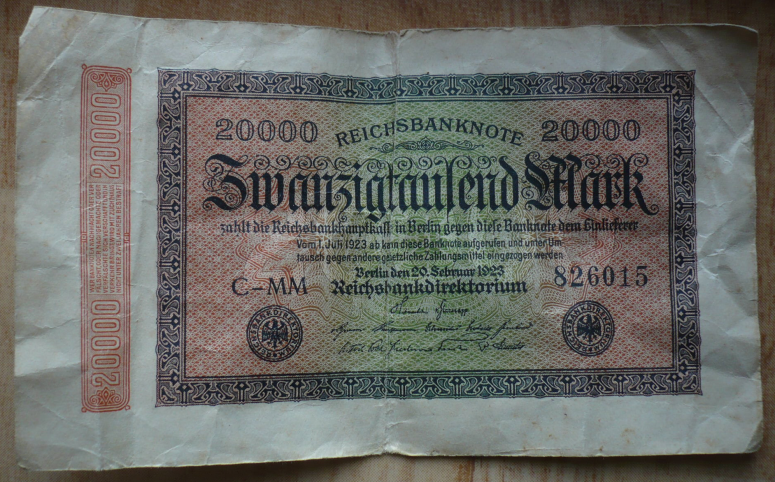 20000 REICHSBANKNOTE 20000
Zwanzigtausend Mark
zahlt die Reichsbankhauptkasse in Berlin gegen diese Banknote dem Einlieferer
Vom 1. Juli 1923 ab kann diese Banknote aufgerufen und unter Um-
tausch gegen andere gesetzliche Zahlungsmittel eingezogen werden
Berlin den 20. Februar 1923
C-MM Reichsbankdirektorium 826015
20000
20000